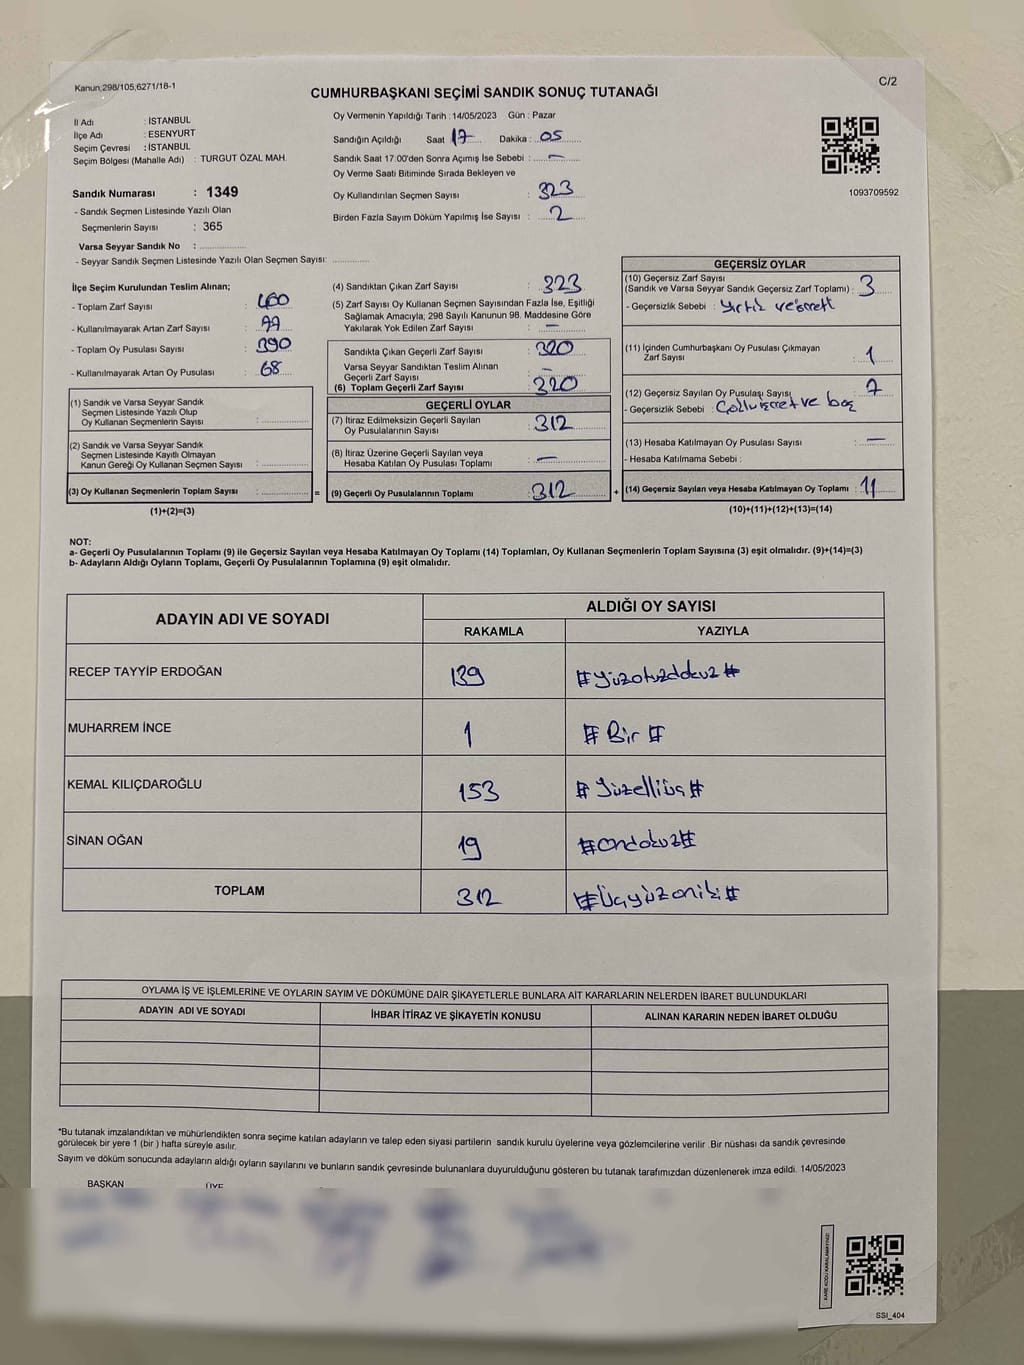 Kanun;298/105;6271/18-1
C/2
CUMHURBAŞKANI SEÇİMİ SANDIK SONUÇ TUTANAĞI
İl Adı : İSTANBUL
İlçe Adı : ESENYURT
Seçim Çevresi : İSTANBUL
Seçim Bölgesi (Mahalle Adı) : TURGUT ÖZAL MAH.
Sandık Numarası : 1349
- Sandık Seçmen Listesinde Yazılı Olan
Seçmenlerin Sayısı : 365
Varsa Seyyar Sandık No :
- Seyyar Sandık Seçmen Listesinde Yazılı Olan Seçmen Sayısı:
Oy Vermenin Yapıldığı Tarih : 14/05/2023 Gün : Pazar
Sandığın Açıldığı Saat 17 Dakika : 05
Sandık Saat 17:00'den Sonra Açımış İse Sebebi : —
Oy Verme Saati Bitiminde Sırada Bekleyen ve
Oy Kullandırılan Seçmen Sayısı : 323
Birden Fazla Sayım Döküm Yapılmış İse Sayısı : 2
1093709592
İlçe Seçim Kurulundan Teslim Alınan;
- Toplam Zarf Sayısı : 400
- Kullanılmayarak Artan Zarf Sayısı : 77
- Toplam Oy Pusulası Sayısı : 390
- Kullanılmayarak Artan Oy Pusulası : 68
(1) Sandık ve Varsa Seyyar Sandık
Seçmen Listesinde Yazılı Olup
Oy Kullanan Seçmenlerin Sayısı :
(2) Sandık ve Varsa Seyyar Sandık
Seçmen Listesinde Kayıtlı Olmayan
Kanun Gereği Oy Kullanan Seçmen Sayısı :
(3) Oy Kullanan Seçmenlerin Toplam Sayısı : =
(1)+(2)=(3)
(4) Sandıktan Çıkan Zarf Sayısı : 323
(5) Zarf Sayısı Oy Kullanan Seçmen Sayısından Fazla İse, Eşitliği
Sağlamak Amacıyla; 298 Sayılı Kanunun 98. Maddesine Göre
Yakılarak Yok Edilen Zarf Sayısı : —
Sandıkta Çıkan Geçerli Zarf Sayısı : 320
Varsa Seyyar Sandıktan Teslim Alınan
Geçerli Zarf Sayısı : —
(6) Toplam Geçerli Zarf Sayısı : 320
GEÇERLİ OYLAR
(7) İtiraz Edilmeksizin Geçerli Sayılan
Oy Pusulalarının Sayısı : 312
(8) İtiraz Üzerine Geçerli Sayılan veya
Hesaba Katılan Oy Pusulası Toplamı : —
(9) Geçerli Oy Pusulalarının Toplamı : 312 +
GEÇERSİZ OYLAR
(10) Geçersiz Zarf Sayısı
(Sandık ve Varsa Seyyar Sandık Geçersiz Zarf Toplamı) : 3
- Geçersizlik Sebebi : Yırtık ve işaretli
(11) İçinden Cumhurbaşkanı Oy Pusulası Çıkmayan
Zarf Sayısı : 1
(12) Geçersiz Sayılan Oy Pusulası Sayısı : 7
- Geçersizlik Sebebi : ve boş
(13) Hesaba Katılmayan Oy Pusulası Sayısı : —
- Hesaba Katılmama Sebebi :
(14) Geçersiz Sayılan veya Hesaba Katılmayan Oy Toplamı : 11
(10)+(11)+(12)+(13)=(14)
NOT:
a- Geçerli Oy Pusulalarının Toplamı (9) ile Geçersiz Sayılan veya Hesaba Katılmayan Oy Toplamı (14) Toplamları, Oy Kullanan Seçmenlerin Toplam Sayısına (3) eşit olmalıdır. (9)+(14)=(3)
b- Adayların Aldığı Oyların Toplamı, Geçerli Oy Pusulalarının Toplamına (9) eşit olmalıdır.
ADAYIN ADI VE SOYADI ALDIĞI OY SAYISI
RAKAMLA YAZIYLA
RECEP TAYYİP ERDOĞAN 139 #yüzotuzdokuz#
MUHARREM İNCE 1 #Bir#
KEMAL KILIÇDAROĞLU 153 #Yüzelliüç#
SİNAN OĞAN 19 #ondokuz#
TOPLAM 312 #Üçyüzoniki#
OYLAMA İŞ VE İŞLEMLERİNE VE OYLARIN SAYIM VE DÖKÜMÜNE DAİR ŞİKAYETLERLE BUNLARA AİT KARARLARIN NELERDEN İBARET BULUNDUKLARI
ADAYIN ADI VE SOYADI İHBAR İTİRAZ VE ŞİKAYETİN KONUSU ALINAN KARARIN NEDEN İBARET OLDUĞU
*Bu tutanak imzalandıktan ve mühürlendikten sonra seçime katılan adayların ve talep eden siyasi partilerin sandık kurulu üyelerine veya gözlemcilerine verilir .Bir nüshası da sandık çevresinde
görülecek bir yere 1 (bir ) hafta süreyle asılır.
Sayım ve döküm sonucunda adayların aldığı oyların sayılarını ve bunların sandık çevresinde bulunanlara duyurulduğunu gösteren bu tutanak tarafımızdan düzenlenerek imza edildi. 14/05/2023
BAŞKAN ÜYE
KARE KODU KARALAMAYINIZ!
SSI_404